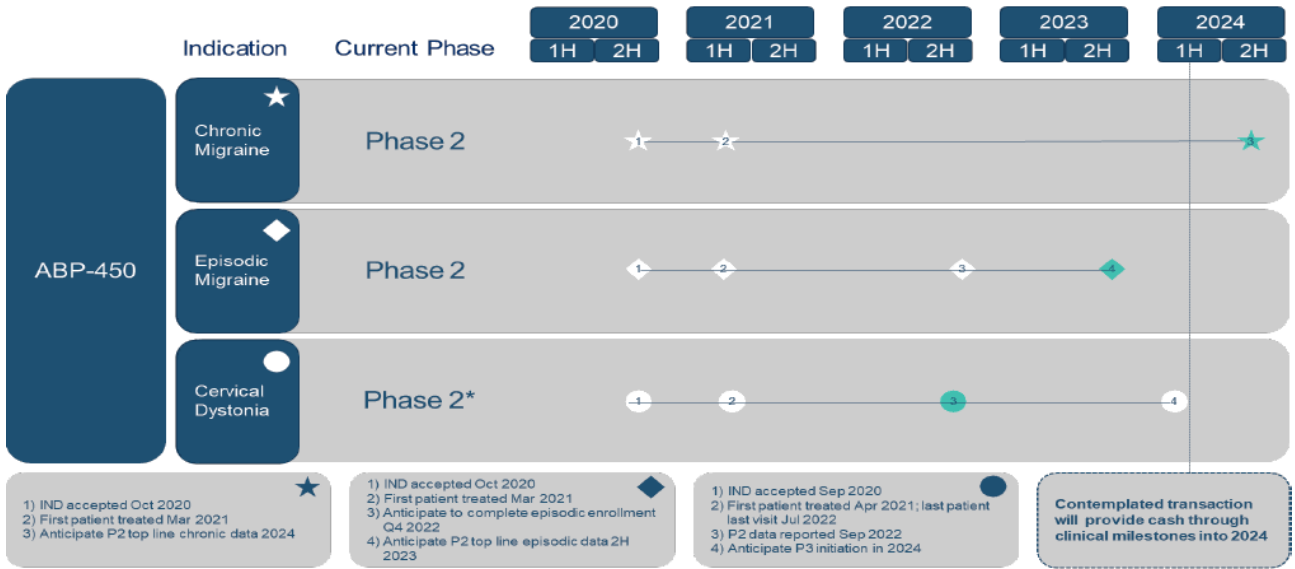 2020 2021 2022 2023 2024
Indication Current Phase 1H 2H 1H 2H 1H 2H 1H 2H 1H 2H
ABP-450
Chronic
Migraine
Phase 2
1 2 3
Episodic
Migraine
Phase 2
1 2 3 4
Cervical
Dystonia
Phase 2*
1 2 3 4
1) IND accepted Oct 2020
2) First patient treated Mar 2021
3) Anticipate P2 top line chronic data 2024
1) IND accepted Oct 2020
2) First patient treated Mar 2021
3) Anticipate to complete episodic enrollment
Q4 2022
4) Anticipate P2 top line episodic data 2H
2023
1) IND accepted Sep 2020
2) First patient treated Apr 2021; last patient
last visit Jul 2022
3) P2 data reported Sep 2022
4) Anticipate P3 initiation in 2024
Contemplated transaction
will provide cash through
clinical milestones into 2024